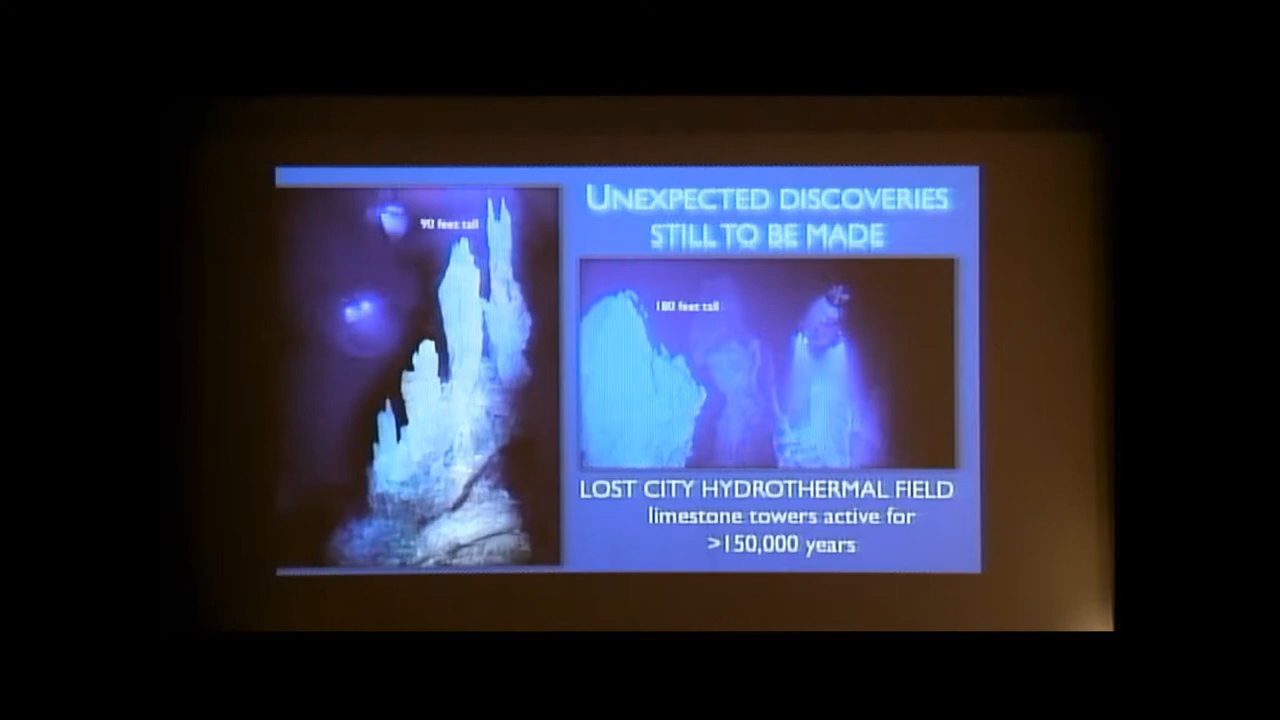 90 feet tall
UNEXPECTED DISCOVERIES
STILL TO BE MADE
180 feet tall
LOST CITY HYDROTHERMAL FIELD
limestone towers active for
>150,000 years